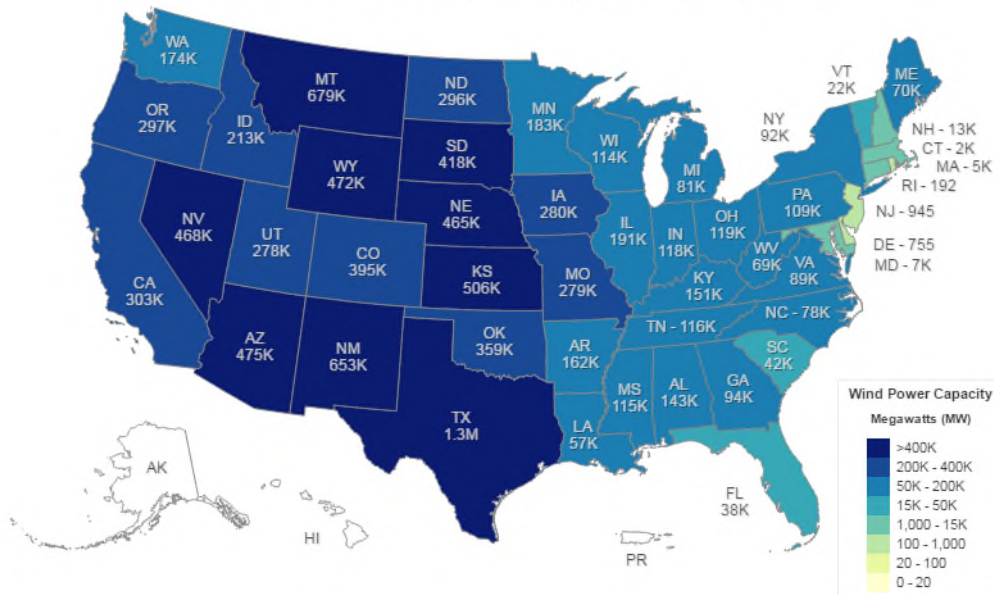 WA
174K
OR
297K
ID
213K
MT
679K
ND
296K
MN
183K
SD
418K
WY
472K
NE
465K
IA
280K
WI
114K
MI
81K
NV
468K
UT
278K
CO
395K
KS
506K
MO
279K
IL
191K
IN
118K
OH
119K
PA
109K
WV
69K
VA
89K
KY
151K
CA
303K
AZ
475K
NM
653K
OK
359K
AR
162K
TN - 116K
NC - 78K
SC
42K
TX
1.3M
LA
57K
MS
115K
AL
143K
GA
94K
FL
38K
VT
22K
ME
70K
NY
92K
NH - 13K
CT - 2K
MA - 5K
RI - 192
NJ - 945
DE - 755
MD - 7K
AK
HI
PR
Wind Power Capacity
Megawatts (MW)
>400K
200K - 400K
50K - 200K
15K - 50K
1,000 - 15K
100 - 1,000
20 - 100
0 - 20